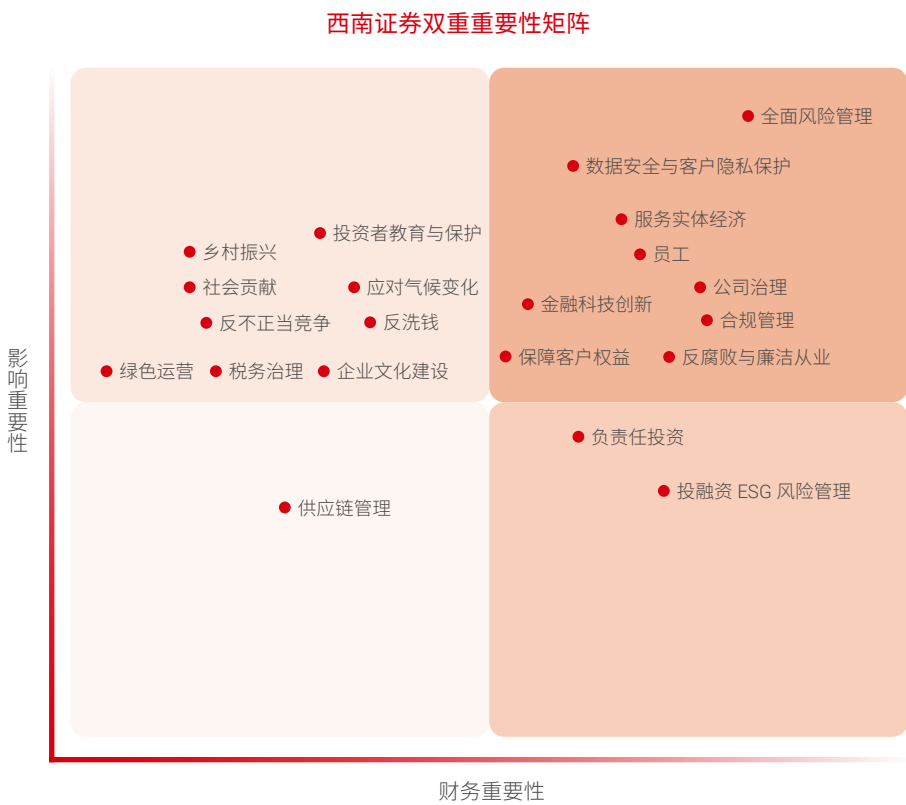 西南证券双重重要性矩阵
全面风险管理
数据安全与客户隐私保护
服务实体经济
投资者教育与保护
乡村振兴
员工
社会贡献
应对气候变化
公司治理
金融科技创新
反不正当竞争
反洗钱
合规管理
保障客户权益
反腐败与廉洁从业
绿色运营
税务治理
企业文化建设
影响重要性
负责任投资
投融资 ESG 风险管理
供应链管理
财务重要性